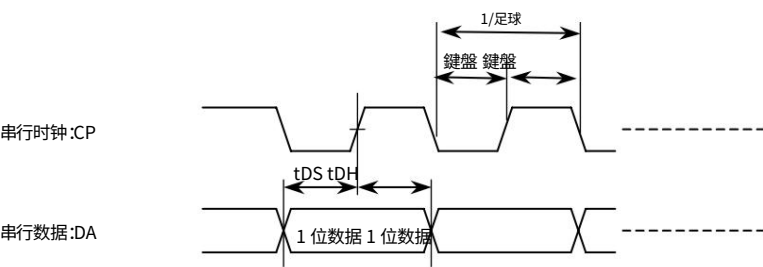 1/足球
鍵盤 鍵盤
串行时钟:CP
tDS tDH
串行数据:DA
1 位数据 1 位数据